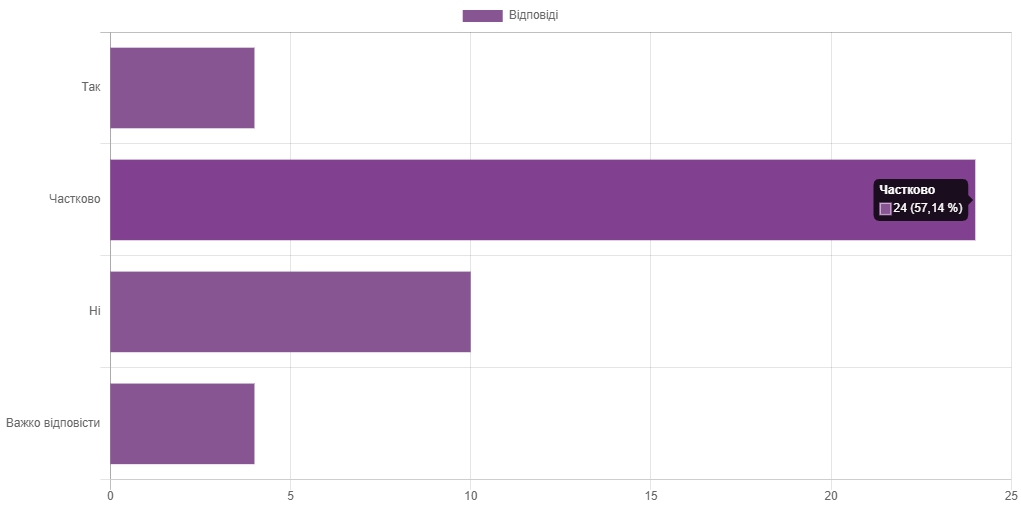 Відповіді
Так
Частково
Частково
24 (57,14 %)
Ні
Важко відповісти
0 5 10 15 20 25